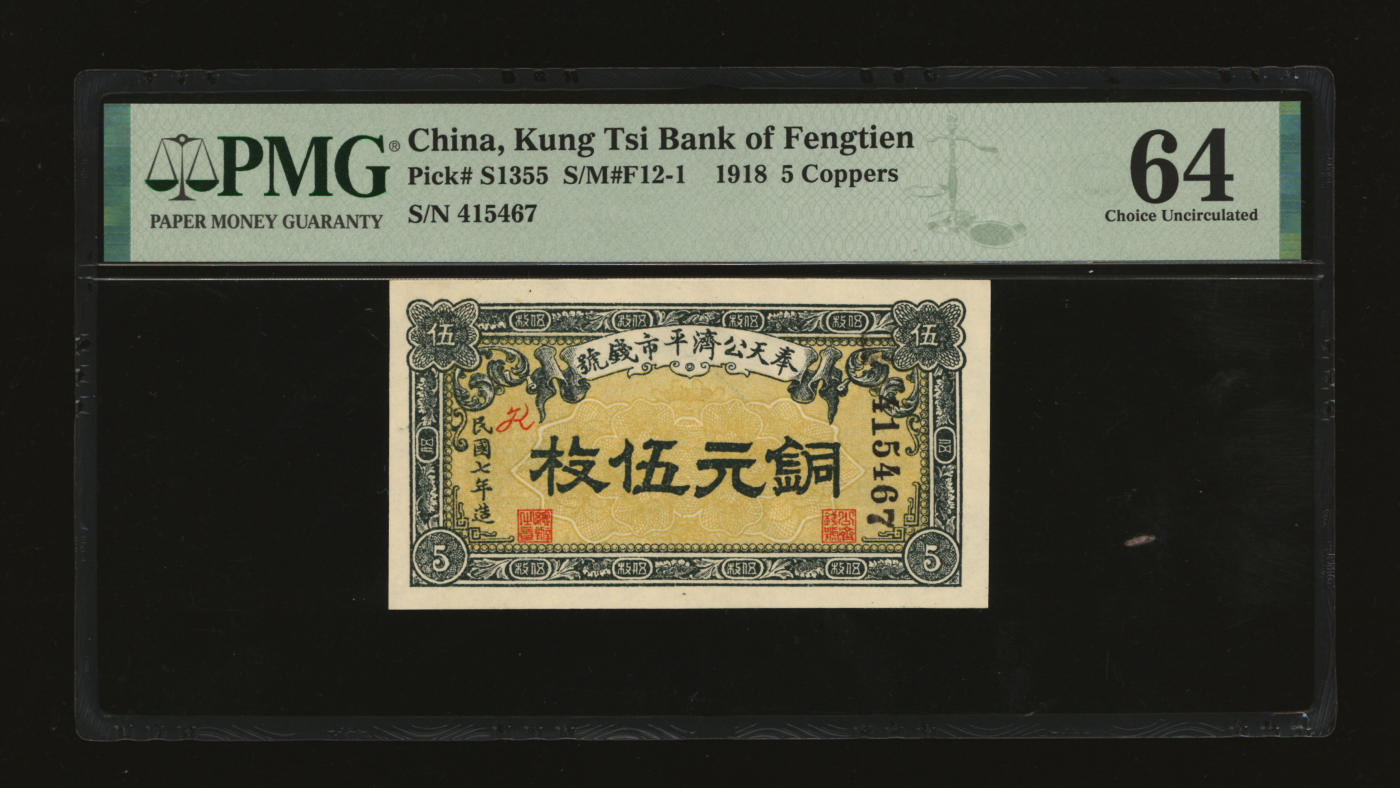 PMG®
PAPER MONEY GUARANTY
China, Kung Tsi Bank of Fengtien
Pick# S1355 S/M#F12-1 1918 5 Coppers
S/N 415467
64
Choice Uncirculated
伍 伍
奉天公濟平市錢號
銅元伍枚
民國七年造
415467
5 5